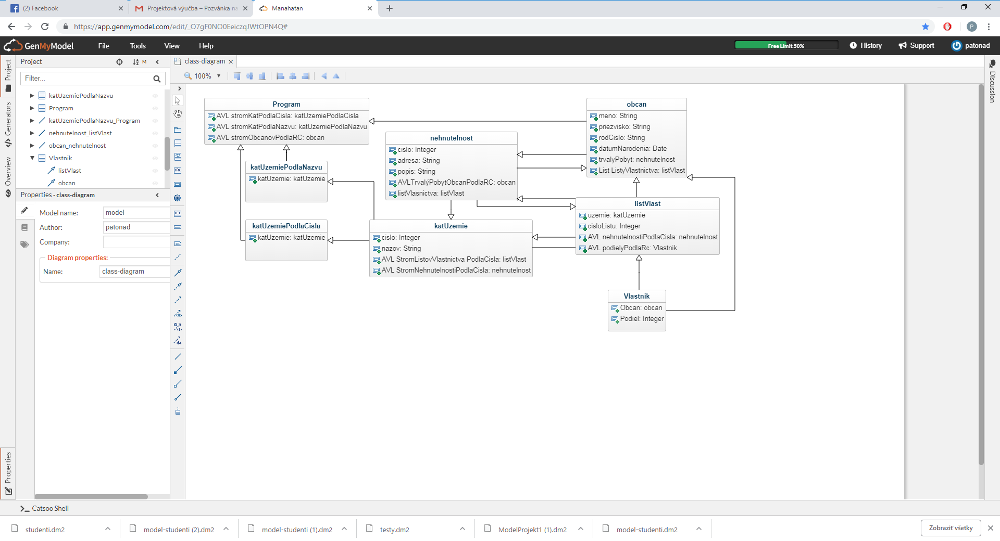 (2) Facebook
Projektová výučba – Pozvánka na
Manahatan
https://app.genmymodel.com/edit/_O7gF0NO0EeiczqJWtOPN4Q#
P
GenMyModel
File
Tools
View
Help
Free Limit 50%
History
Support
patonad
Project
Generators
Overview
Properties
Discussion
Project
M
Filter...
katUzemiePodlaNazvu
Program
katUzemiePodlaNazvu_Program
nehnutelnost_listVlast
obcan_nehnutelnost
Vlastnik
listVlast
obcan
Properties - class-diagram
Model name: model
Author: patonad
Company:
Diagram properties:
Name: class-diagram
class-diagram
100%
Program
AVL stromKatPodlaCisla: katUzemiePodlaCisla
AVL stromKatPodlaNazvu: katUzemiePodlaNazvu
AVL stromObcanovPodlaRC: obcan
katUzemiePodlaNazvu
katUzemie: katUzemie
katUzemiePodlaCisla
katUzemie: katUzemie
nehnutelnost
cislo: Integer
adresa: String
popis: String
AVLTrvalýPobytObcanPodlaRC: obcan
listVlasnictva: listVlast
katUzemie
cislo: Integer
nazov: String
AVL StromListovVlastnictva PodlaCisla: listVlast
AVL StromNehnutelnostiPodlaCisla: nehnutelnost
obcan
meno: String
priezvisko: String
rodCislo: String
datumNarodenia: Date
trvalyPobyt: nehnutelnost
List ListyVlastnictva: listVlast
listVlast
uzemie: katUzemie
cisloListu: Integer
AVL nehnutelnostiPodlaCisla: nehnutelnost
AVL podielyPodlaRc: Vlastnik
Vlastnik
Obcan: obcan
Podiel: Integer
Catsoo Shell
studenti.dm2
model-studenti (2).dm2
model-studenti (1).dm2
testy.dm2
ModelProjekt1 (1).dm2
model-studenti.dm2
Zobraziť všetky